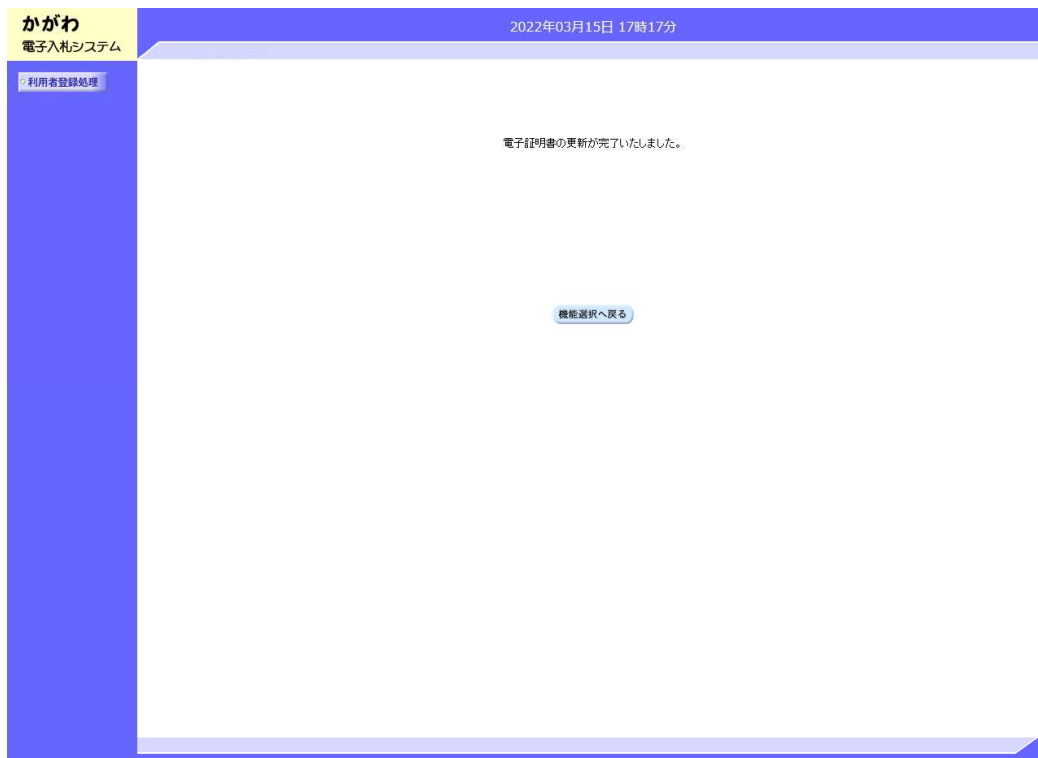 かがわ
電子入札システム
2022年03月15日 17時17分
利用者登録処理
電子証明書の更新が完了いたしました。
機能選択へ戻る